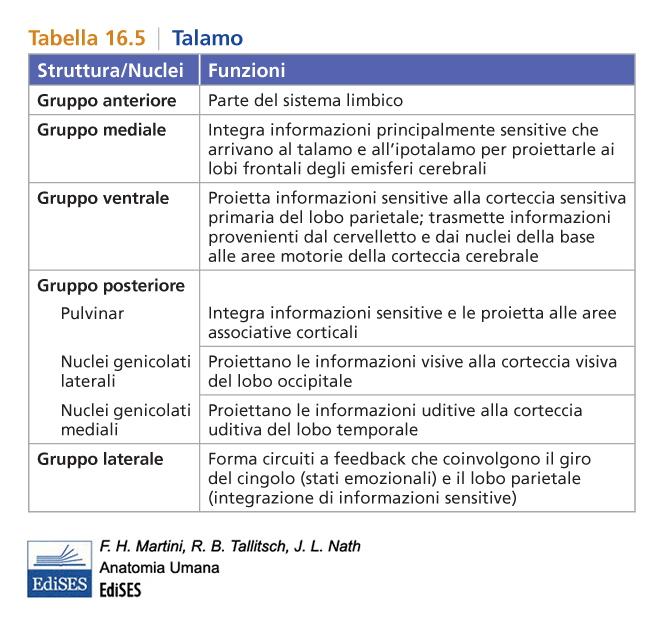 Tabella 16.5 | Talamo
Struttura/Nuclei Funzioni
Gruppo anteriore Parte del sistema limbico
Gruppo mediale Integra informazioni principalmente sensitive che
arrivano al talamo e all’ipotalamo per proiettarle ai
lobi frontali degli emisferi cerebrali
Gruppo ventrale Proietta informazioni sensitive alla corteccia sensitiva
primaria del lobo parietale; trasmette informazioni
provenienti dal cervelletto e dai nuclei della base
alle aree motorie della corteccia cerebrale
Gruppo posteriore
Pulvinar Integra informazioni sensitive e le proietta alle aree
associative corticali
Nuclei genicolati Proiettano le informazioni visive alla corteccia visiva
laterali del lobo occipitale
Nuclei genicolati Proiettano le informazioni uditive alla corteccia
mediali uditiva del lobo temporale
Gruppo laterale Forma circuiti a feedback che coinvolgono il giro
del cingolo (stati emozionali) e il lobo parietale
(integrazione di informazioni sensitive)
F. H. Martini, R. B. Tallitsch, J. L. Nath
Anatomia Umana
EdiSES EdiSES